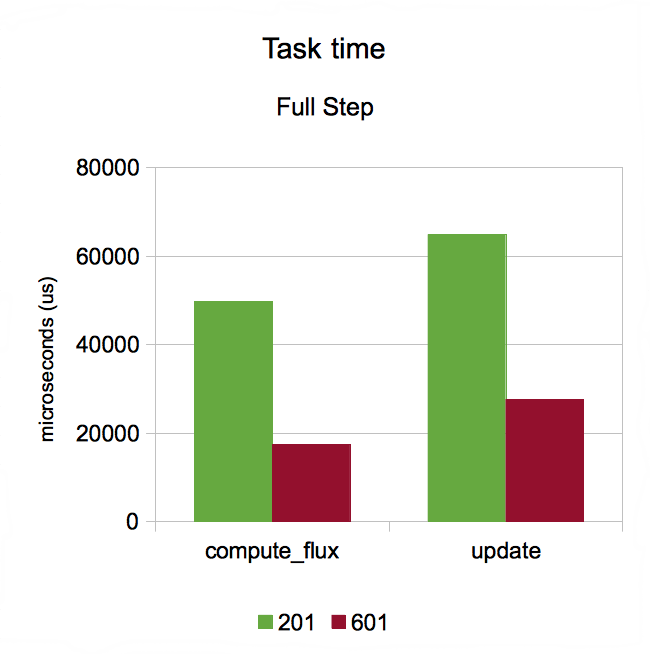 Task time
Full Step
80000
60000
40000
20000
0
microseconds (us)
compute_flux update
201 601